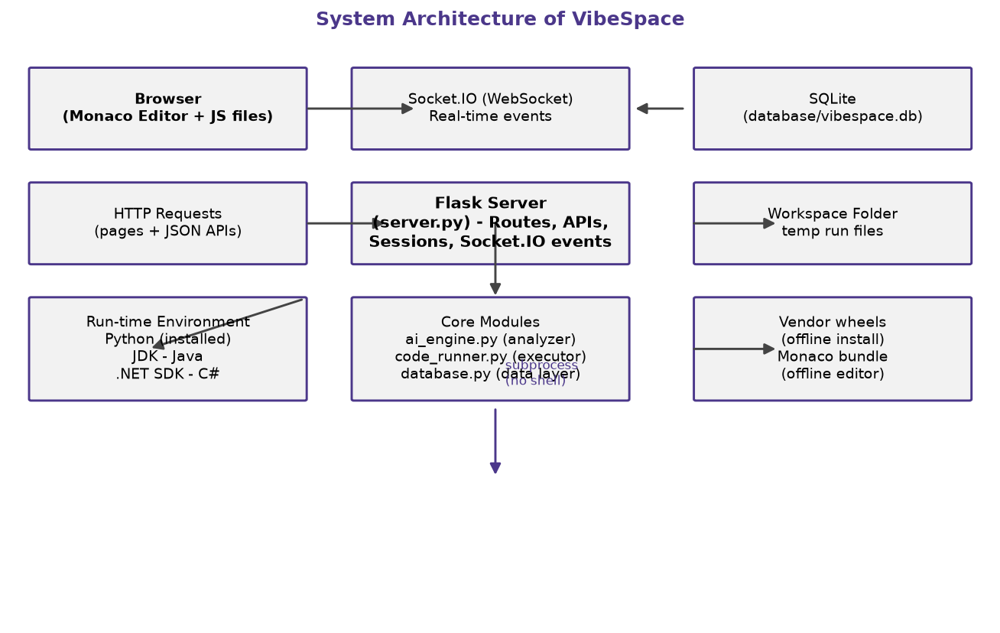 System Architecture of VibeSpace
Browser
(Monaco Editor + JS files)
Socket.IO (WebSocket)
Real-time events
SQLite
(database/vibespace.db)
HTTP Requests
(pages + JSON APIs)
Flask Server
(server.py) - Routes, APIs,
Sessions, Socket.IO events
Workspace Folder
temp run files
Run-time Environment
Python (installed)
JDK - Java
.NET SDK - C#
Core Modules
ai_engine.py (analyzer)
code_runner.py (executor)
database.py (data layer)
subprocess
(no shell)
Vendor wheels
(offline install)
Monaco bundle
(offline editor)